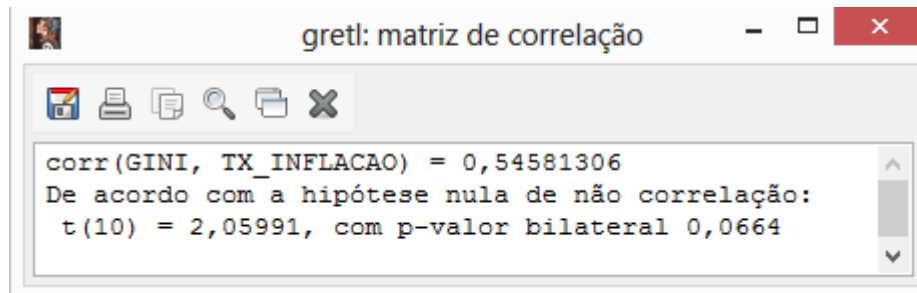 gretl: matriz de correlação
corr(GINI, TX_INFLACAO) = 0,54581306
De acordo com a hipótese nula de não correlação:
t(10) = 2,05991, com p-valor bilateral 0,0664